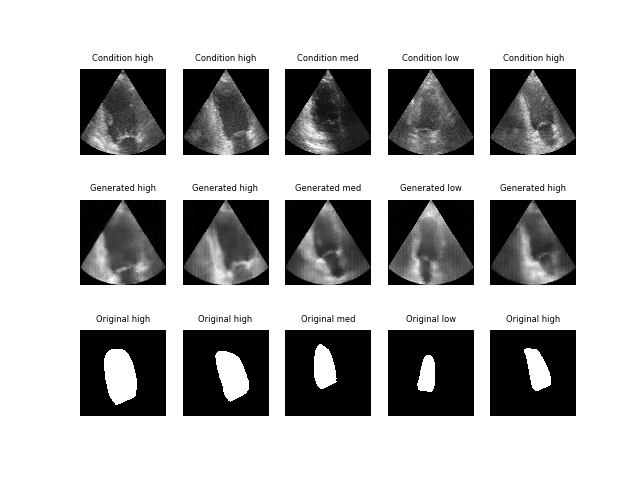 Condition high
Condition high
Condition med
Condition low
Condition high
Generated high
Generated high
Generated med
Generated low
Generated high
Original high
Original high
Original med
Original low
Original high